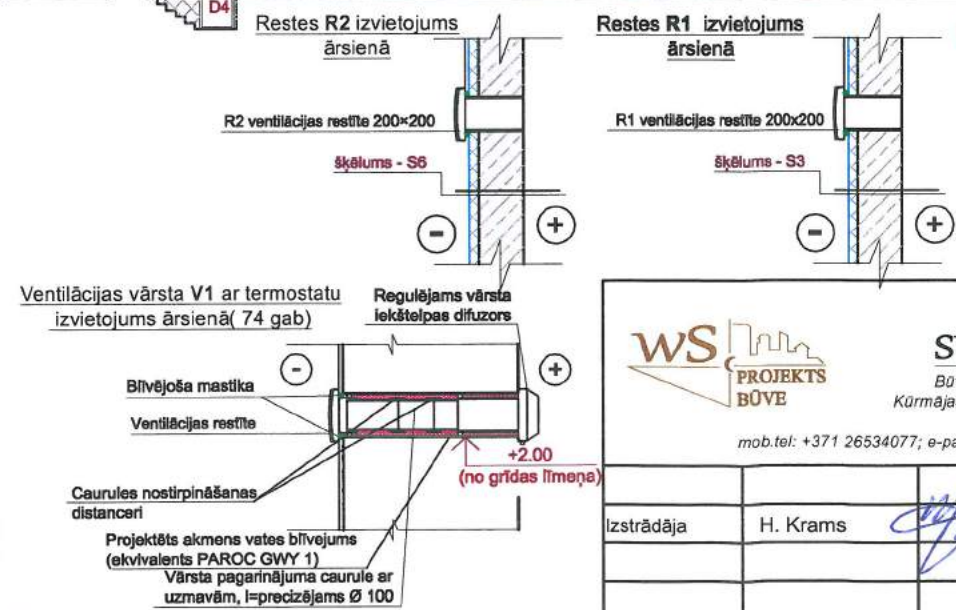 D4
Restes R2 izvietojums
ārsienā
R2 ventilācijas restīte 200×200
šķēlums - S6
-
+
Restes R1 izvietojums
ārsienā
R1 ventilācijas restīte 200x200
šķēlums - S3
-
+
Ventilācijas vārsta V1 ar termostatu
izvietojums ārsienā( 74 gab)
Regulējams vārsta
iekštelpas difuzors
-
+
Blīvējoša mastika
Ventilācijas restīte
+2.00
(no grīdas līmeņa)
Caurules nostirpināšanas
distanceri
Projektēts akmens vates blīvējums
(ekvivalents PAROC GWY 1)
Vārsta pagarinājuma caurule ar
uzmavām, l=precizējams Ø 100
WS
PROJEKTS
BŪVE
mob.tel: +371 26534077;
Izstrādāja
H. Krams